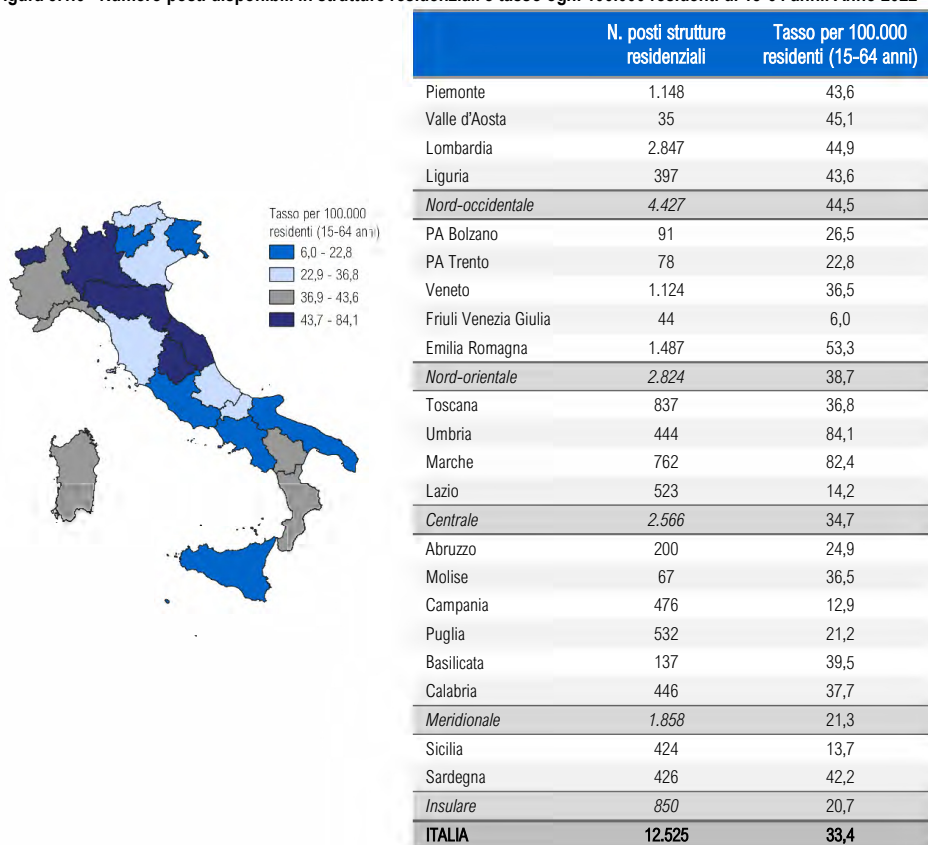 N. posti strutture residenziali Tasso per 100.000 residenti (15-64 anni)
Piemonte 1.148 43,6
Valle d'Aosta 35 45,1
Lombardia 2.847 44,9
Liguria 397 43,6
Nord-occidentale 4.427 44,5
PA Bolzano 91 26,5
PA Trento 78 22,8
Veneto 1.124 36,5
Friuli Venezia Giulia 44 6,0
Emilia Romagna 1.487 53,3
Nord-orientale 2.824 38,7
Toscana 837 36,8
Umbria 444 84,1
Marche 762 82,4
Lazio 523 14,2
Centrale 2.566 34,7
Abruzzo 200 24,9
Molise 67 36,5
Campania 476 12,9
Puglia 532 21,2
Basilicata 137 39,5
Calabria 446 37,7
Meridionale 1.858 21,3
Sicilia 424 13,7
Sardegna 426 42,2
Insulare 850 20,7
ITALIA 12.525 33,4
Tasso per 100.000
residenti (15-64 anni)
6,0 - 22,8
22,9 - 36,8
36,9 - 43,6
43,7 - 84,1